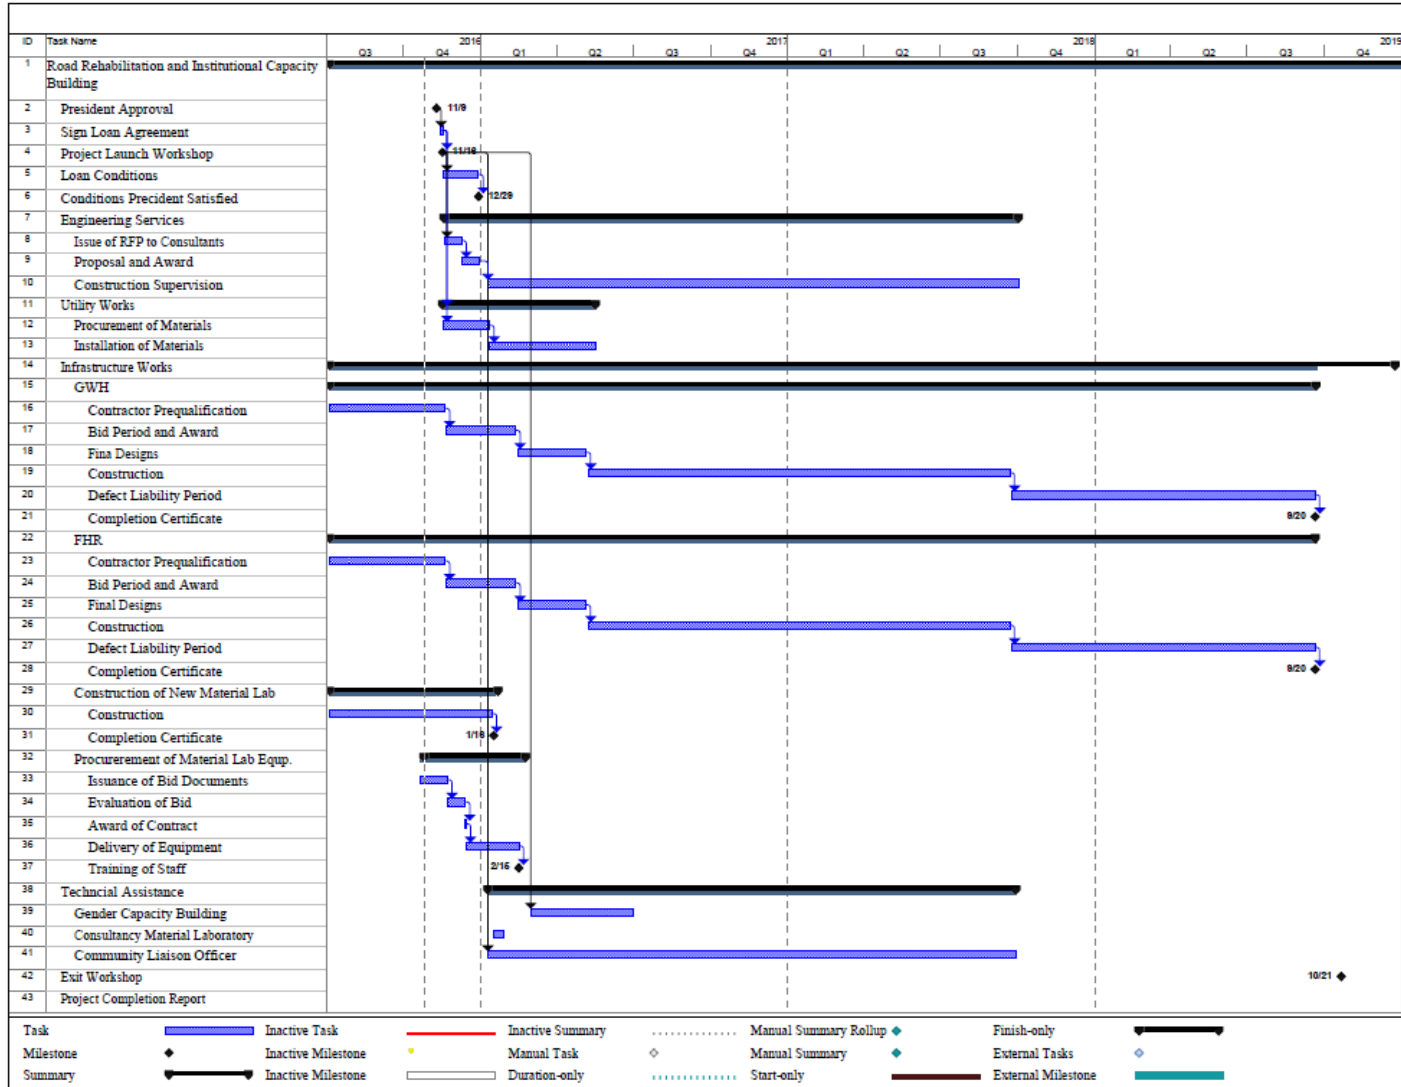 ID Task Name 2016 2017 2018 2019
Q3 Q4 Q1 Q2 Q3 Q4 Q1 Q2 Q3 Q4 Q1 Q2 Q3 Q4
1 Road Rehabilitation and Institutional Capacity
Building
2 President Approval 11/9
3 Sign Loan Agreement
4 Project Launch Workshop 11/16
5 Loan Conditions
6 Conditions Precident Satisfied 12/29
7 Engineering Services
8 Issue of RFP to Consultants
9 Proposal and Award
10 Construction Supervision
11 Utility Works
12 Procurement of Materials
13 Installation of Materials
14 Infrastructure Works
15 GWH
16 Contractor Prequalification
17 Bid Period and Award
18 Fina Designs
19 Construction
20 Defect Liability Period
21 Completion Certificate 9/20
22 FHR
23 Contractor Prequalification
24 Bid Period and Award
25 Final Designs
26 Construction
27 Defect Liability Period
28 Completion Certificate 9/20
29 Construction of New Material Lab
30 Construction
31 Completion Certificate 1/16
32 Procurerement of Material Lab Equp.
33 Issuance of Bid Documents
34 Evaluation of Bid
35 Award of Contract
36 Delivery of Equipment
37 Training of Staff 2/15
38 Techncial Assistance
39 Gender Capacity Building
40 Consultancy Material Laboratory
41 Community Liaison Officer
42 Exit Workshop 10/21
43 Project Completion Report
Task Inactive Task Inactive Summary Manual Summary Rollup Finish-only
Milestone Inactive Milestone Manual Task Manual Summary External Tasks
Summary Inactive Milestone Duration-only Start-only External Milestone